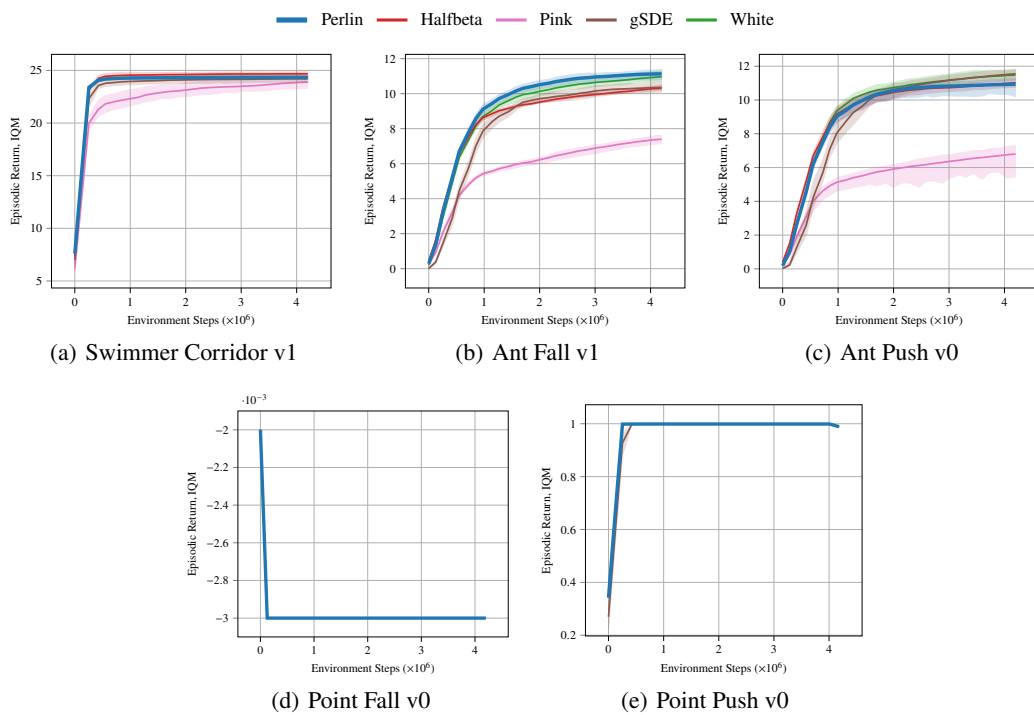 Perlin Halfbeta Pink gSDE White
25
20
15
10
5
0 1 2 3 4
Episodic Return, IQM
Environment Steps (×10⁶)
(a) Swimmer Corridor v1
12
10
8
6
4
2
0
0 1 2 3 4
Episodic Return, IQM
Environment Steps (×10⁶)
(b) Ant Fall v1
12
10
8
6
4
2
0
0 1 2 3 4
Episodic Return, IQM
Environment Steps (×10⁶)
(c) Ant Push v0
·10⁻³
−2
−2.2
−2.4
−2.6
−2.8
−3
0 1 2 3 4
Episodic Return, IQM
Environment Steps (×10⁶)
(d) Point Fall v0
1
0.8
0.6
0.4
0.2
0 1 2 3 4
Episodic Return, IQM
Environment Steps (×10⁶)
(e) Point Push v0